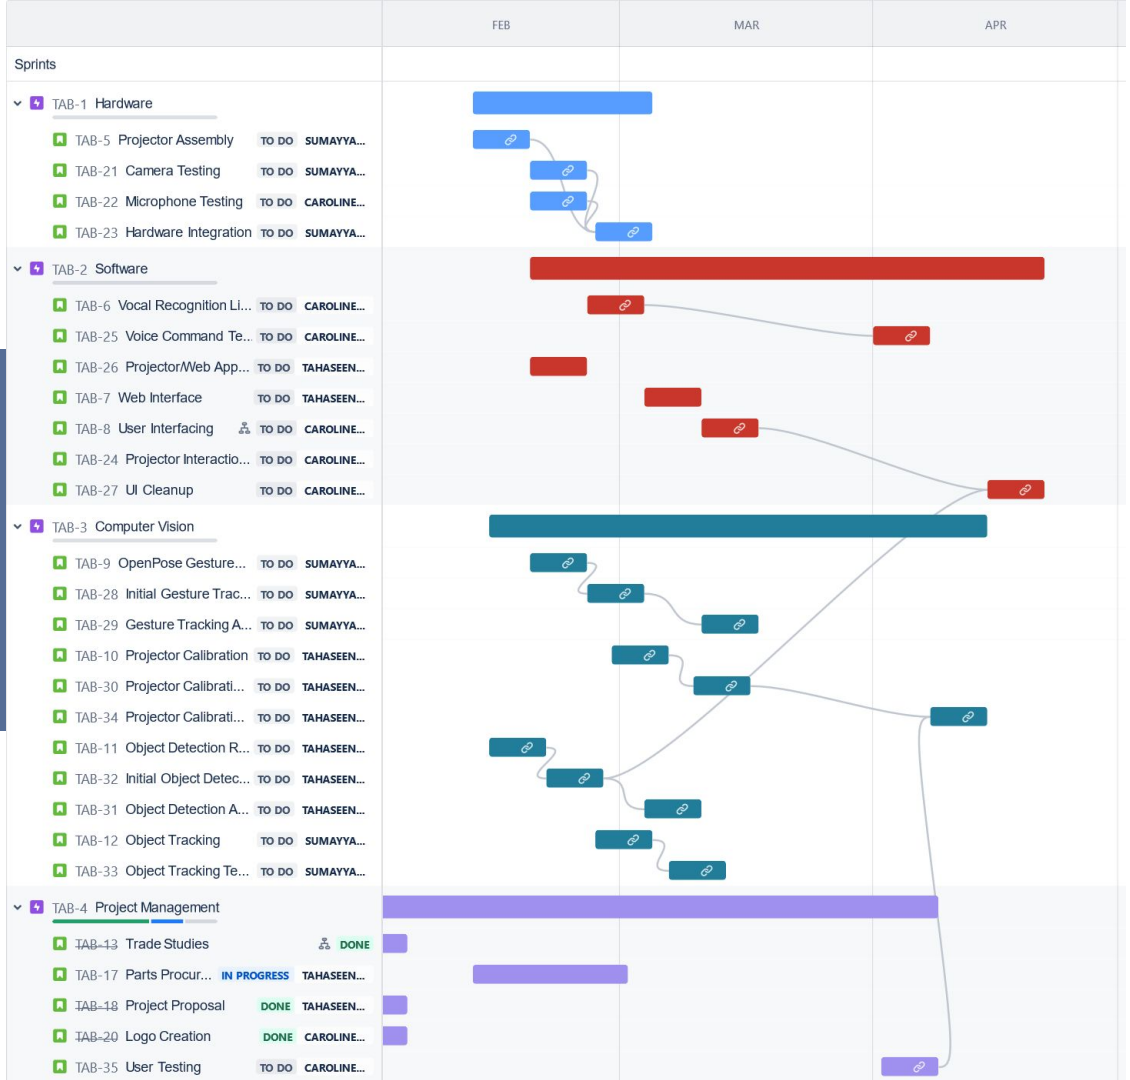 FEB MAR APR
Sprints
TAB-1 Hardware
TAB-5 Projector Assembly TO DO SUMAYYA...
TAB-21 Camera Testing TO DO SUMAYYA...
TAB-22 Microphone Testing TO DO CAROLINE...
TAB-23 Hardware Integration TO DO SUMAYYA...
TAB-2 Software
TAB-6 Vocal Recognition Li... TO DO CAROLINE...
TAB-25 Voice Command Te... TO DO CAROLINE...
TAB-26 Projector/Web App... TO DO TAHASEEN...
TAB-7 Web Interface TO DO TAHASEEN...
TAB-8 User Interfacing TO DO CAROLINE...
TAB-24 Projector Interactio... TO DO CAROLINE...
TAB-27 UI Cleanup TO DO CAROLINE...
TAB-3 Computer Vision
TAB-9 OpenPose Gesture... TO DO SUMAYYA...
TAB-28 Initial Gesture Trac... TO DO SUMAYYA...
TAB-29 Gesture Tracking A... TO DO SUMAYYA...
TAB-10 Projector Calibration TO DO TAHASEEN...
TAB-30 Projector Calibrati... TO DO TAHASEEN...
TAB-34 Projector Calibrati... TO DO TAHASEEN...
TAB-11 Object Detection R... TO DO TAHASEEN...
TAB-32 Initial Object Detec... TO DO TAHASEEN...
TAB-31 Object Detection A... TO DO TAHASEEN...
TAB-12 Object Tracking TO DO SUMAYYA...
TAB-33 Object Tracking Te... TO DO SUMAYYA...
TAB-4 Project Management
TAB-13 Trade Studies DONE
TAB-17 Parts Procur... IN PROGRESS TAHASEEN...
TAB-18 Project Proposal DONE TAHASEEN...
TAB-20 Logo Creation DONE CAROLINE...
TAB-35 User Testing TO DO CAROLINE...